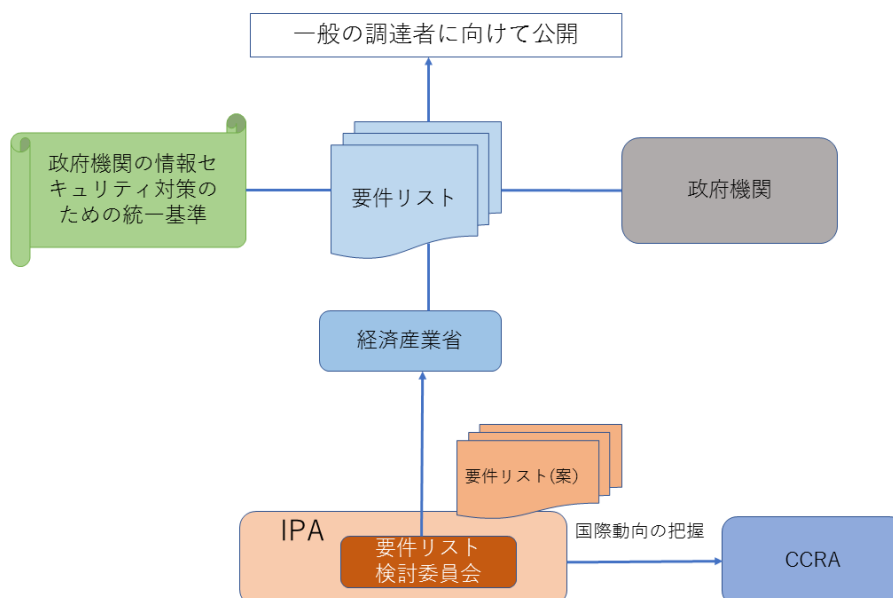 一般の調達者に向けて公開
政府機関の情報セ
キュリティ対策の
ための統一基準
要件リスト
政府機関
経済産業省
要件リスト(案)
IPA
要件リスト
検討委員会
国際動向の把握
CCRA